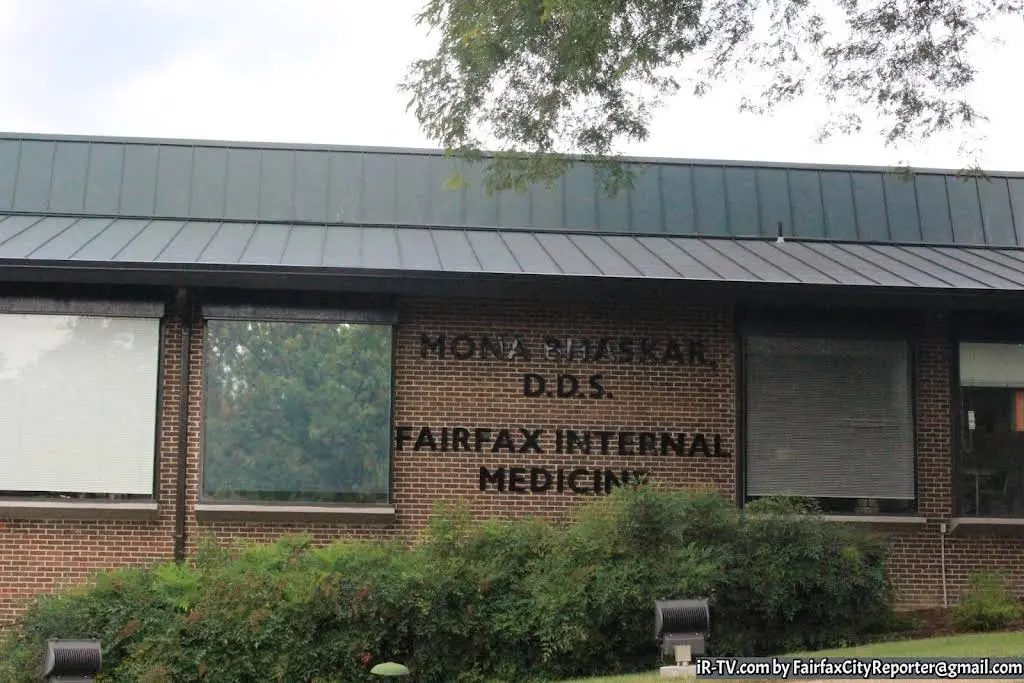 MONA BHASKAR,
D.D.S.
FAIRFAX INTERNAL
MEDICINE
iR-TV.com by FairfaxCityReporter@gmail.com